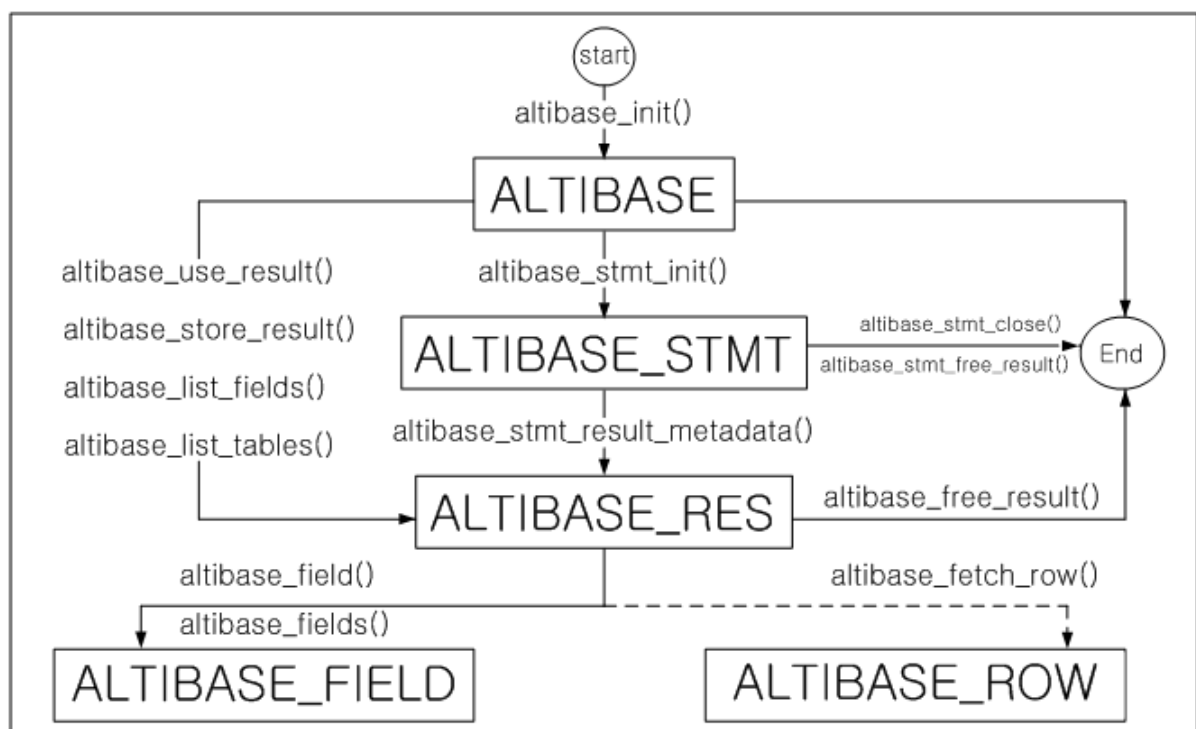 start
altibase_init()
ALTIBASE
altibase_use_result()
altibase_stmt_init()
altibase_store_result()
altibase_stmt_close()
ALTIBASE_STMT
End
altibase_stmt_free_result()
altibase_list_fields()
altibase_stmt_result_metadata()
altibase_list_tables()
ALTIBASE_RES
altibase_free_result()
altibase_field()
altibase_fetch_row()
altibase_fields()
ALTIBASE_FIELD
ALTIBASE_ROW